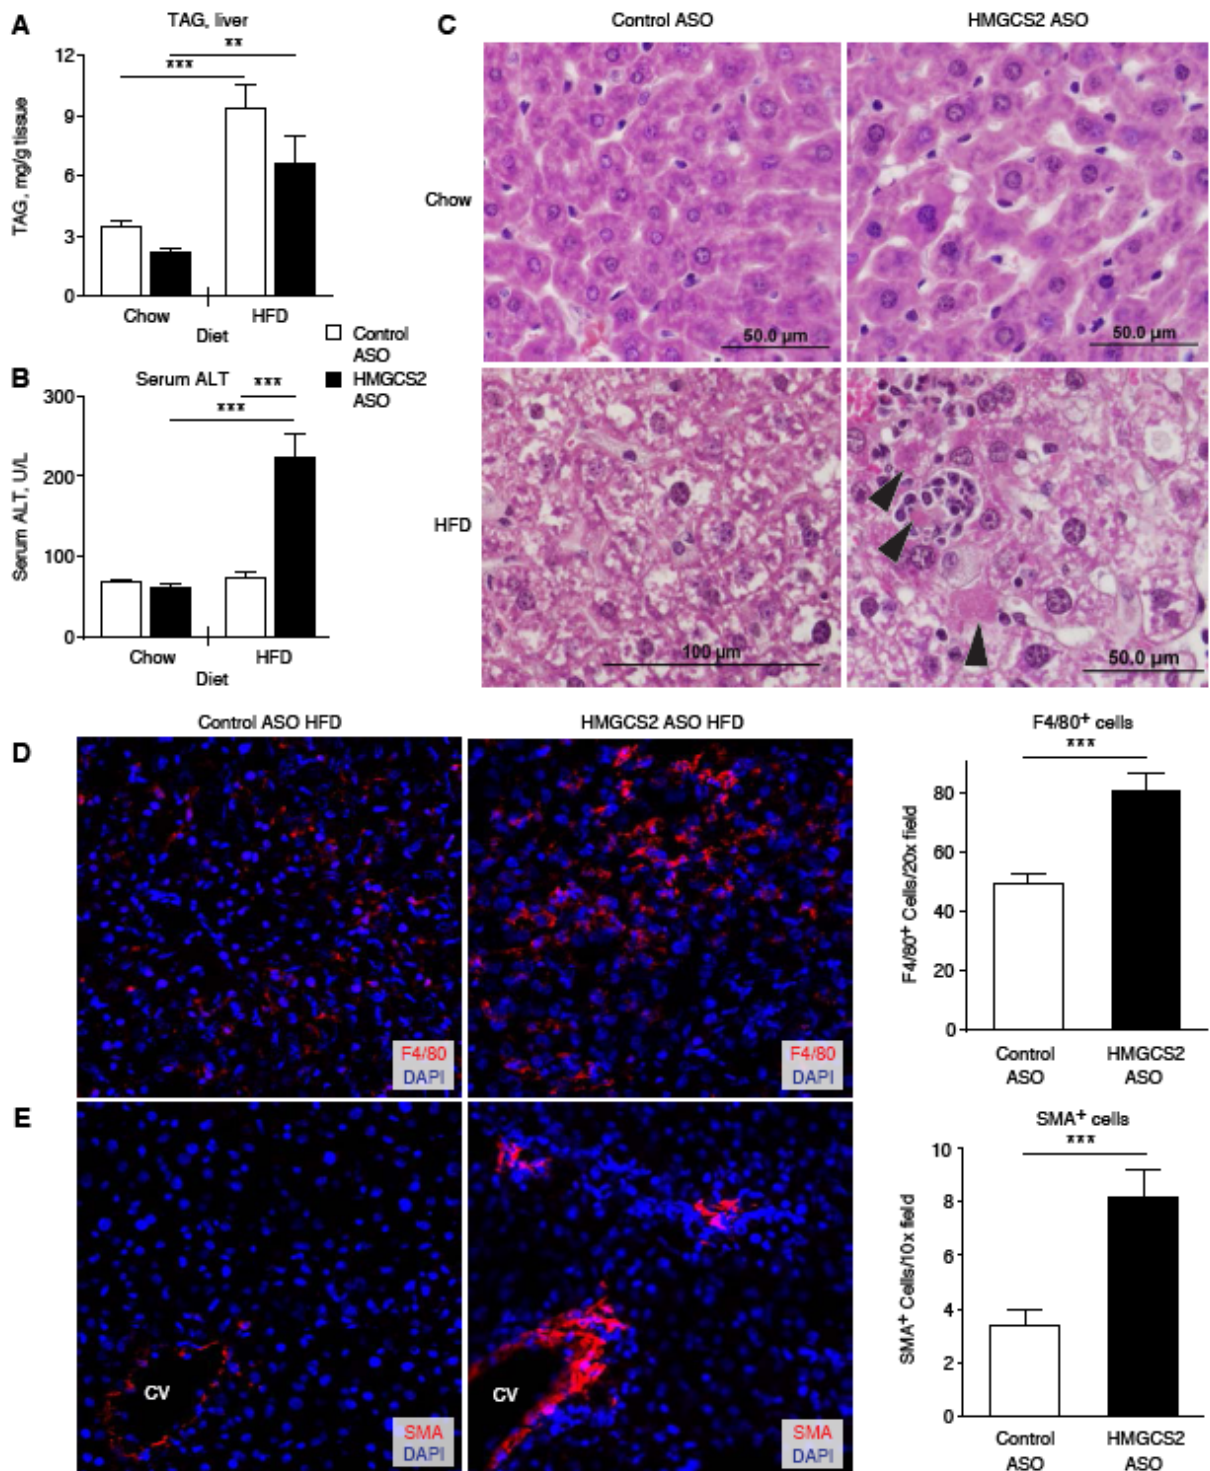 A
TAG, liver
**
***
12
9
6
3
0
TAG, mg/g tissue
Chow
HFD
Diet
Control
ASO
HMGCS2
ASO
B
Serum ALT
***
***
300
200
100
0
Serum ALT, U/L
Chow
HFD
Diet
C
Control ASO
HMGCS2 ASO
Chow
50.0 µm
50.0 µm
HFD
100 µm
50.0 µm
D
Control ASO HFD
HMGCS2 ASO HFD
F4/80
DAPI
F4/80
DAPI
F4/80+ cells
***
80
60
40
20
0
F4/80+ Cells/20x field
Control
ASO
HMGCS2
ASO
E
CV
SMA
DAPI
CV
SMA
DAPI
SMA+ cells
***
10
8
6
4
2
0
SMA+ Cells/10x field
Control
ASO
HMGCS2
ASO